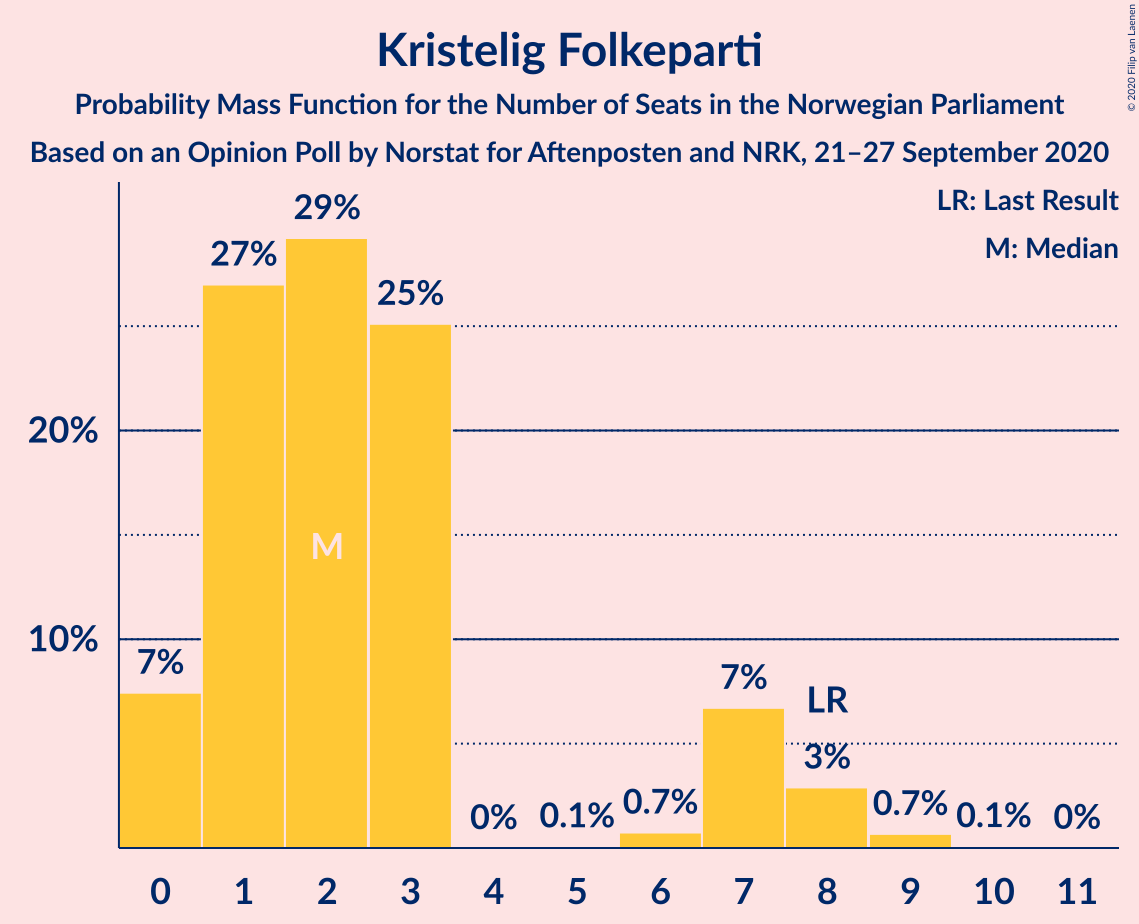 Kristelig Folkeparti
Probability Mass Function for the Number of Seats in the Norwegian Parliament
Based on an Opinion Poll by Norstat for Aftenposten and NRK, 21–27 September 2020
© 2020 Filip van Laenen
LR: Last Result
M: Median
29%
27%
25%
20%
M
10%
7%
7%
LR
3%
0%
0.1%
0.7%
0.7%
0.1%
0%
0 1 2 3 4 5 6 7 8 9 10 11